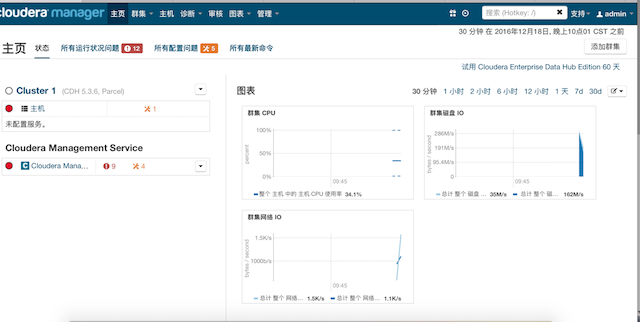 cloudera manager 主页 群集 主机 诊断 审核 图表 管理 搜索 (Hotkey: /) 支持 admin
30 分钟 在 2016年12月18日, 晚上10点01 CST 之前
主页 状态 所有运行状况问题 12 所有配置问题 5 所有最新命令 添加群集
试用 Cloudera Enterprise Data Hub Edition 60 天
Cluster 1 (CDH 5.3.6, Parcel)
主机 1
未配置服务。
Cloudera Management Service
Cloudera Mana... 9 4
图表 30 分钟 1 小时 2 小时 6 小时 12 小时 1 天 7d 30d
群集 CPU
percent
100%
50%
0%
09:45
整个 主机 中的 主机 CPU 使用率 34.1%
群集磁盘 IO
bytes / second
286M/s
95.4M/s
0
09:45
总计 整个 磁盘 ... 35M/s 总计 整个 磁... 162M/s
群集网络 IO
bytes / second
1.5K/s
1000b/s
09:45
总计 整个 网络... 1.5K/s 总计 整个 网络... 1.1K/s